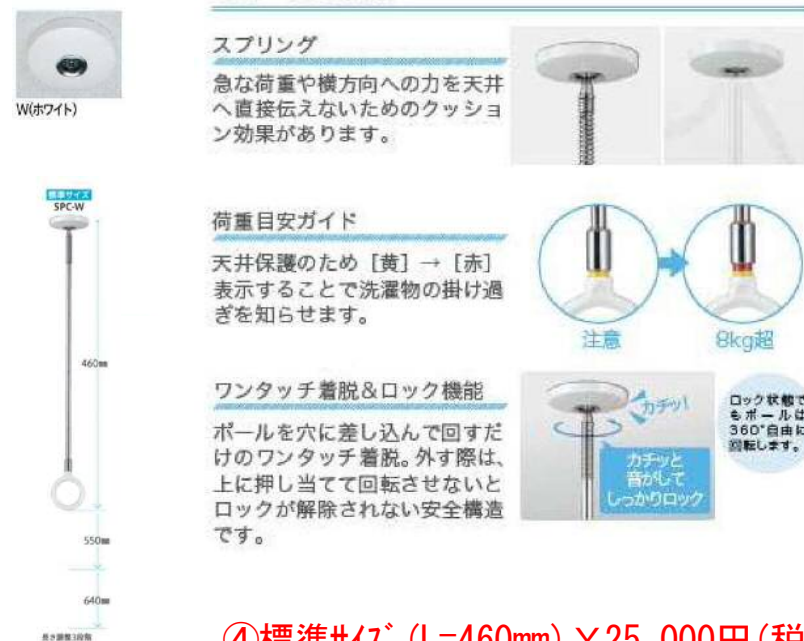 W(ホワイト)
標準サイズ
SPC-W
460mm
550mm
640mm
長さ調整3段階
スプリング
急な荷重や横方向への力を天井
へ直接伝えないためのクッショ
ン効果があります。
荷重目安ガイド
天井保護のため［黄］→［赤］
表示することで洗濯物の掛け過
ぎを知らせます。
注意
8kg超
ワンタッチ着脱&ロック機能
ポールを穴に差し込んで回すだ
けのワンタッチ着脱。外す際は、
上に押し当てて回転させないと
ロックが解除されない安全構造
です。
カチッ!
カチッと
音がして
しっかりロック
ロック状態で
もポールは
360°自由に
回転します。
④標準ｻｲｽﾞ(L=460mm)¥25,000円(税